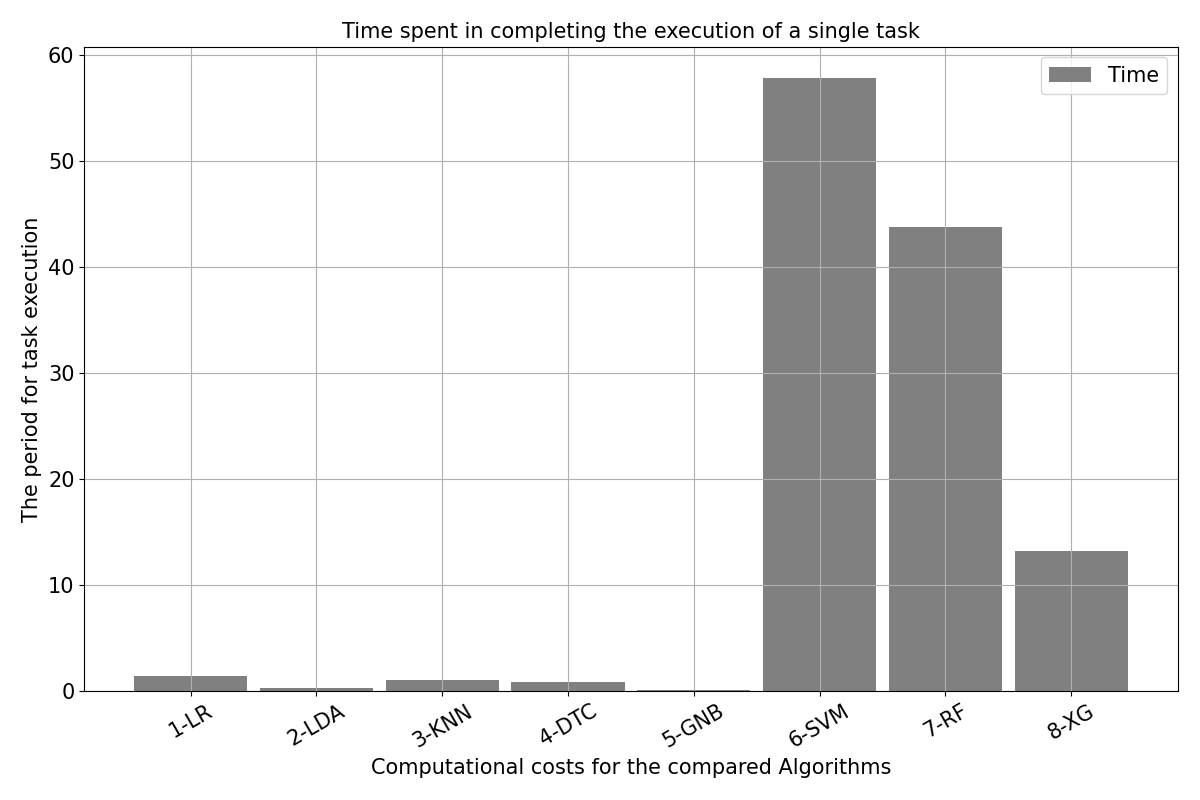 Time spent in completing the execution of a single task
Time
The period for task execution
60
50
40
30
20
10
0
1-LR
2-LDA
3-KNN
4-DTC
5-GNB
6-SVM
7-RF
8-XG
Computational costs for the compared Algorithms